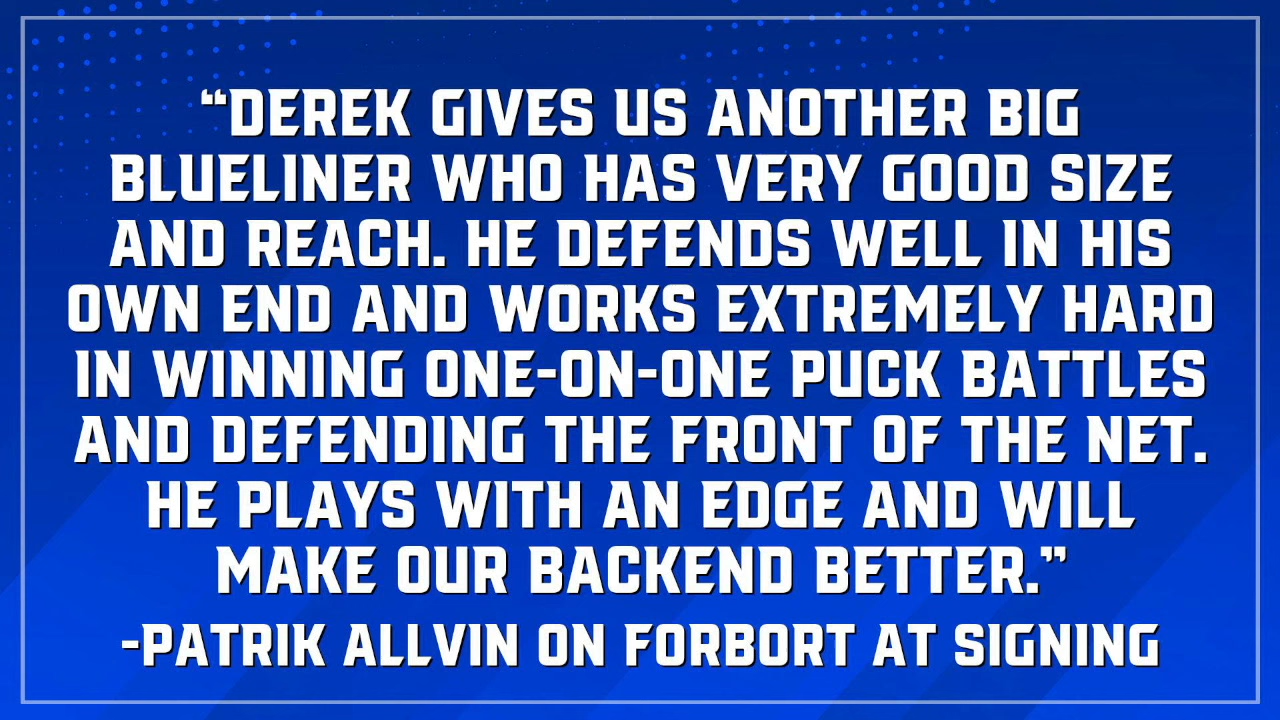 “DEREK GIVES US ANOTHER BIG
BLUELINER WHO HAS VERY GOOD SIZE
AND REACH. HE DEFENDS WELL IN HIS
OWN END AND WORKS EXTREMELY HARD
IN WINNING ONE-ON-ONE PUCK BATTLES
AND DEFENDING THE FRONT OF THE NET.
HE PLAYS WITH AN EDGE AND WILL
MAKE OUR BACKEND BETTER.”
-PATRIK ALLVIN ON FORBORT AT SIGNING